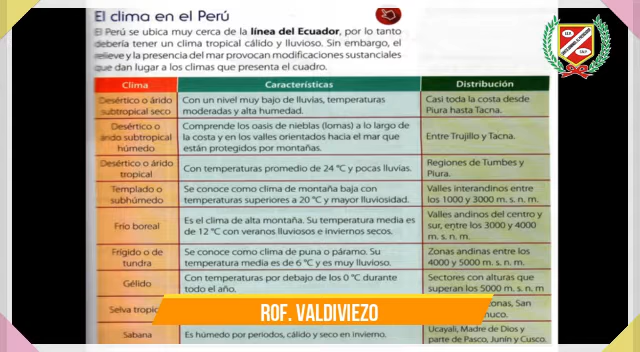 El clima en el Perú
El Perú se ubica muy cerca de la línea del Ecuador, por lo tanto
debería tener un clima tropical cálido y lluvioso. Sin embargo, el
relieve y la presencia del mar provocan modificaciones sustanciales
que dan lugar a los climas que presenta el cuadro.
Clima Características Distribución
Desértico o árido
subtropical seco
Con un nivel muy bajo de lluvias, temperaturas
moderadas y alta humedad.
Casi toda la costa desde
Piura hasta Tacna.
Desértico o
árido subtropical
húmedo
Comprende los oasis de nieblas (lomas) a lo largo de
la costa y en los valles orientados hacia el mar que
están protegidos por montañas.
Entre Trujillo y Tacna.
Desértico o árido
tropical
Con temperaturas promedio de 24 °C y pocas lluvias.
Regiones de Tumbes y
Piura.
Templado o
subhúmedo
Se conoce como clima de montaña baja con
temperaturas superiores a 20 °C y mayor lluviosidad.
Valles interandinos entre
los 1000 y 3000 m. s. n. m.
Frío boreal
Es el clima de alta montaña. Su temperatura media es
de 12 °C con veranos lluviosos e inviernos secos.
Valles andinos del centro y
sur, entre los 3000 y 4000
m. s. n. m.
Frígido o de
tundra
Se conoce como clima de puna o páramo. Su
temperatura media es de 6 °C y es muy lluvioso.
Zonas andinas entre los
4000 y 5000 m. s. n. m.
Gélido
Con temperaturas por debajo de los 0 °C durante
todo el año.
Sectores con alturas que
superan los 5000 m. s. n. m
Selva tropic
onas, San
nuco.
ROF. VALDIVIEZO
Sabana
Es húmedo por periodos, cálido y seco en invierno.
Ucayali, Madre de Dios y
parte de Pasco, Junín y Cusco.